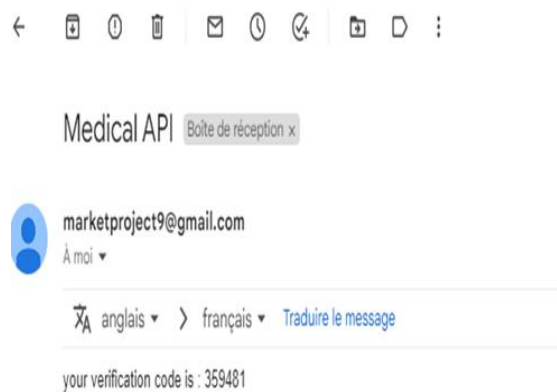 Medical API Boîte de réception ×
marketproject9@gmail.com
À moi
anglais > français Traduire le message
your verification code is : 359481